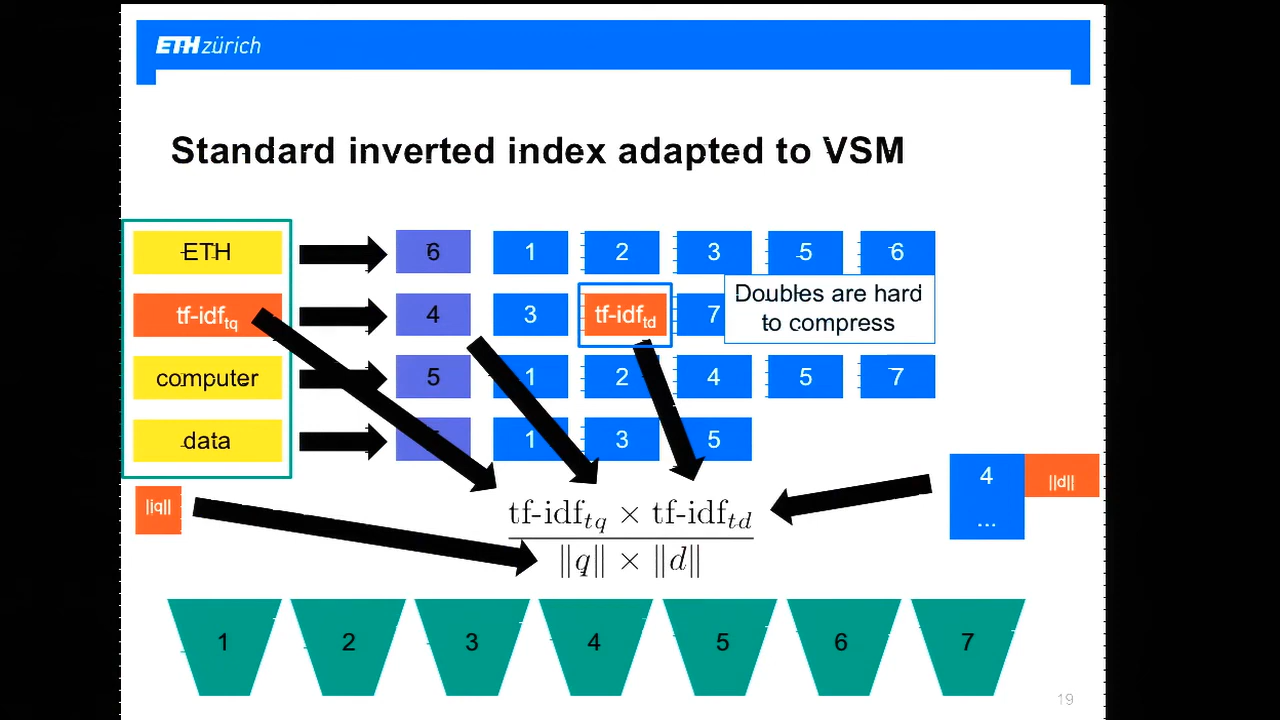 ETH zürich
Standard inverted index adapted to VSM
ETH 6 1 2 3 5 6
tf-idftq 4 3 tf-idftd 7
Doubles are hard
to compress
computer 5 1 2 4 5 7
data 1 3 5
||q|| 4 ||d||
...
tf-idftq × tf-idftd
‖q‖ × ‖d‖
1 2 3 4 5 6 7
19